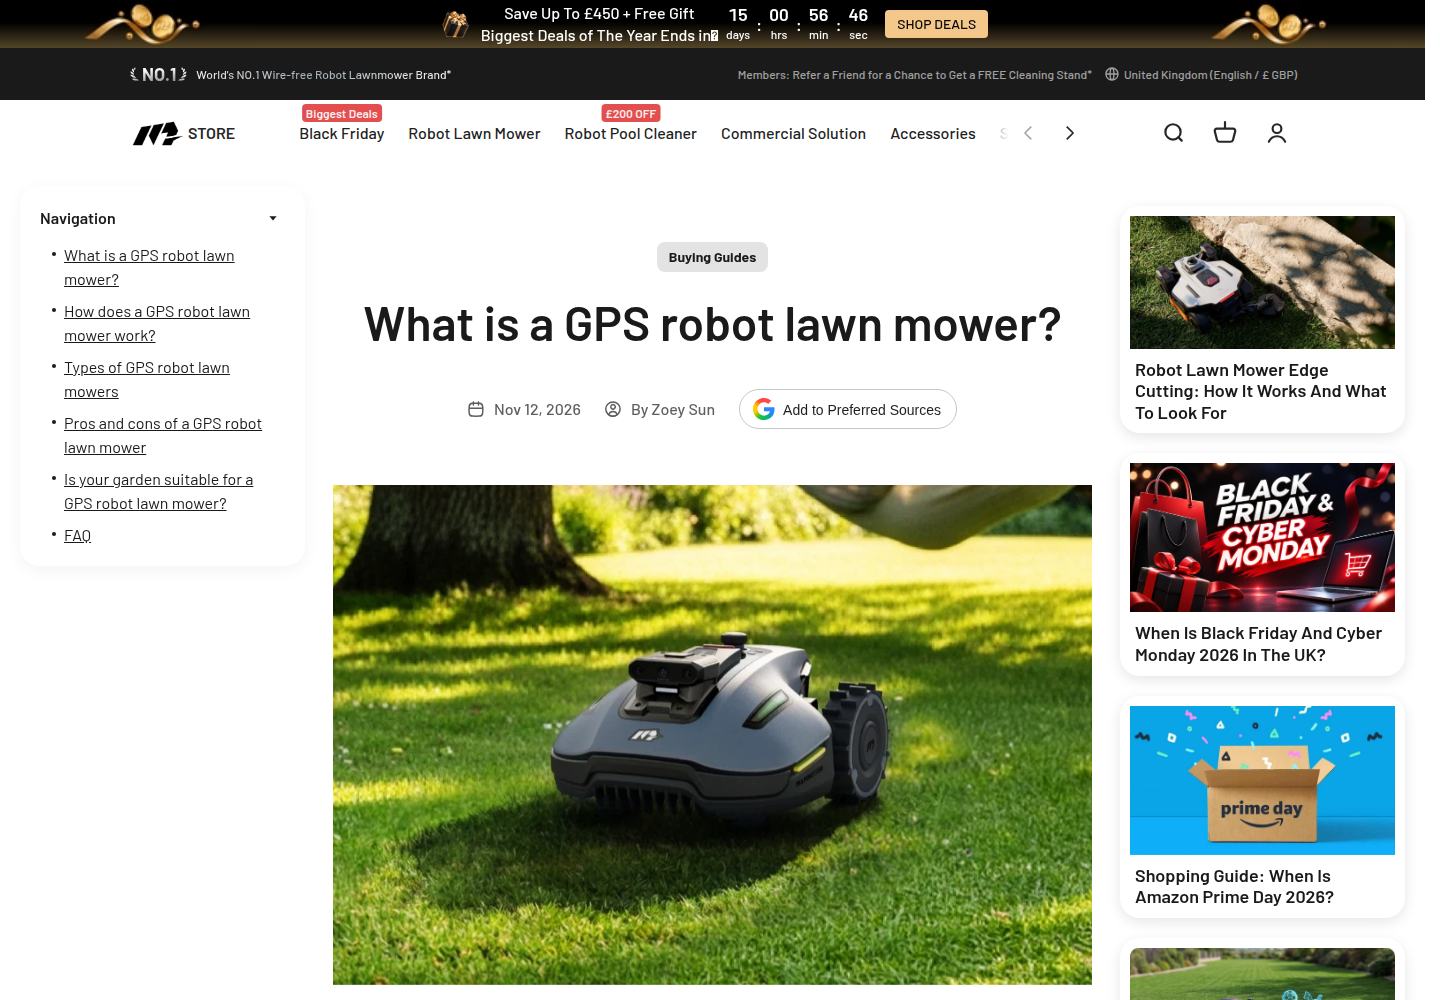 Save Up To £450 + Free Gift
Biggest Deals of The Year Ends in
15 : 00 : 56 : 46
days hrs min sec
SHOP DEALS
NO.1
World's NO.1 Wire-free Robot Lawnmower Brand*
Members: Refer a Friend for a Chance to Get a FREE Cleaning Stand*
United Kingdom (English / £ GBP)
STORE
Biggest Deals
Black Friday
Robot Lawn Mower
£200 OFF
Robot Pool Cleaner
Commercial Solution
Accessories
Navigation
What is a GPS robot lawn
mower?
How does a GPS robot lawn
mower work?
Types of GPS robot lawn
mowers
Pros and cons of a GPS robot
lawn mower
Is your garden suitable for a
GPS robot lawn mower?
FAQ
Buying Guides
What is a GPS robot lawn mower?
Nov 12, 2026
By Zoey Sun
Add to Preferred Sources
Robot Lawn Mower Edge
Cutting: How It Works And What
To Look For
BLACK
FRIDAY &
CYBER
MONDAY
When Is Black Friday And Cyber
Monday 2026 In The UK?
prime day
Shopping Guide: When Is
Amazon Prime Day 2026?